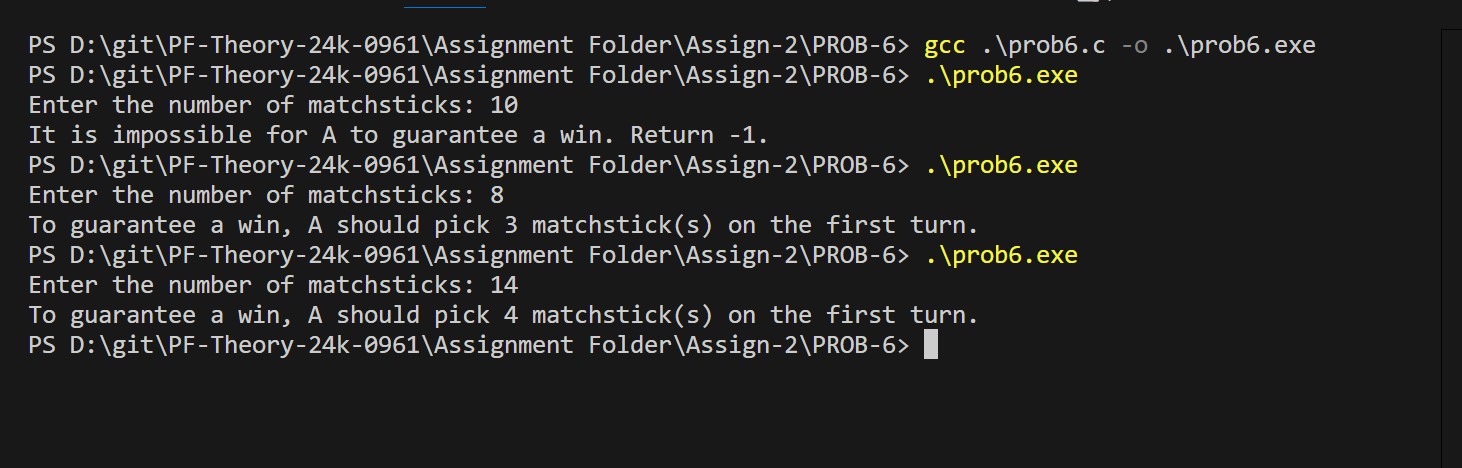 PS D:\git\PF-Theory-24k-0961\Assignment Folder\Assign-2\PROB-6> gcc .\prob6.c -o .\prob6.exe
PS D:\git\PF-Theory-24k-0961\Assignment Folder\Assign-2\PROB-6> .\prob6.exe
Enter the number of matchsticks: 10
It is impossible for A to guarantee a win. Return -1.
PS D:\git\PF-Theory-24k-0961\Assignment Folder\Assign-2\PROB-6> .\prob6.exe
Enter the number of matchsticks: 8
To guarantee a win, A should pick 3 matchstick(s) on the first turn.
PS D:\git\PF-Theory-24k-0961\Assignment Folder\Assign-2\PROB-6> .\prob6.exe
Enter the number of matchsticks: 14
To guarantee a win, A should pick 4 matchstick(s) on the first turn.
PS D:\git\PF-Theory-24k-0961\Assignment Folder\Assign-2\PROB-6>